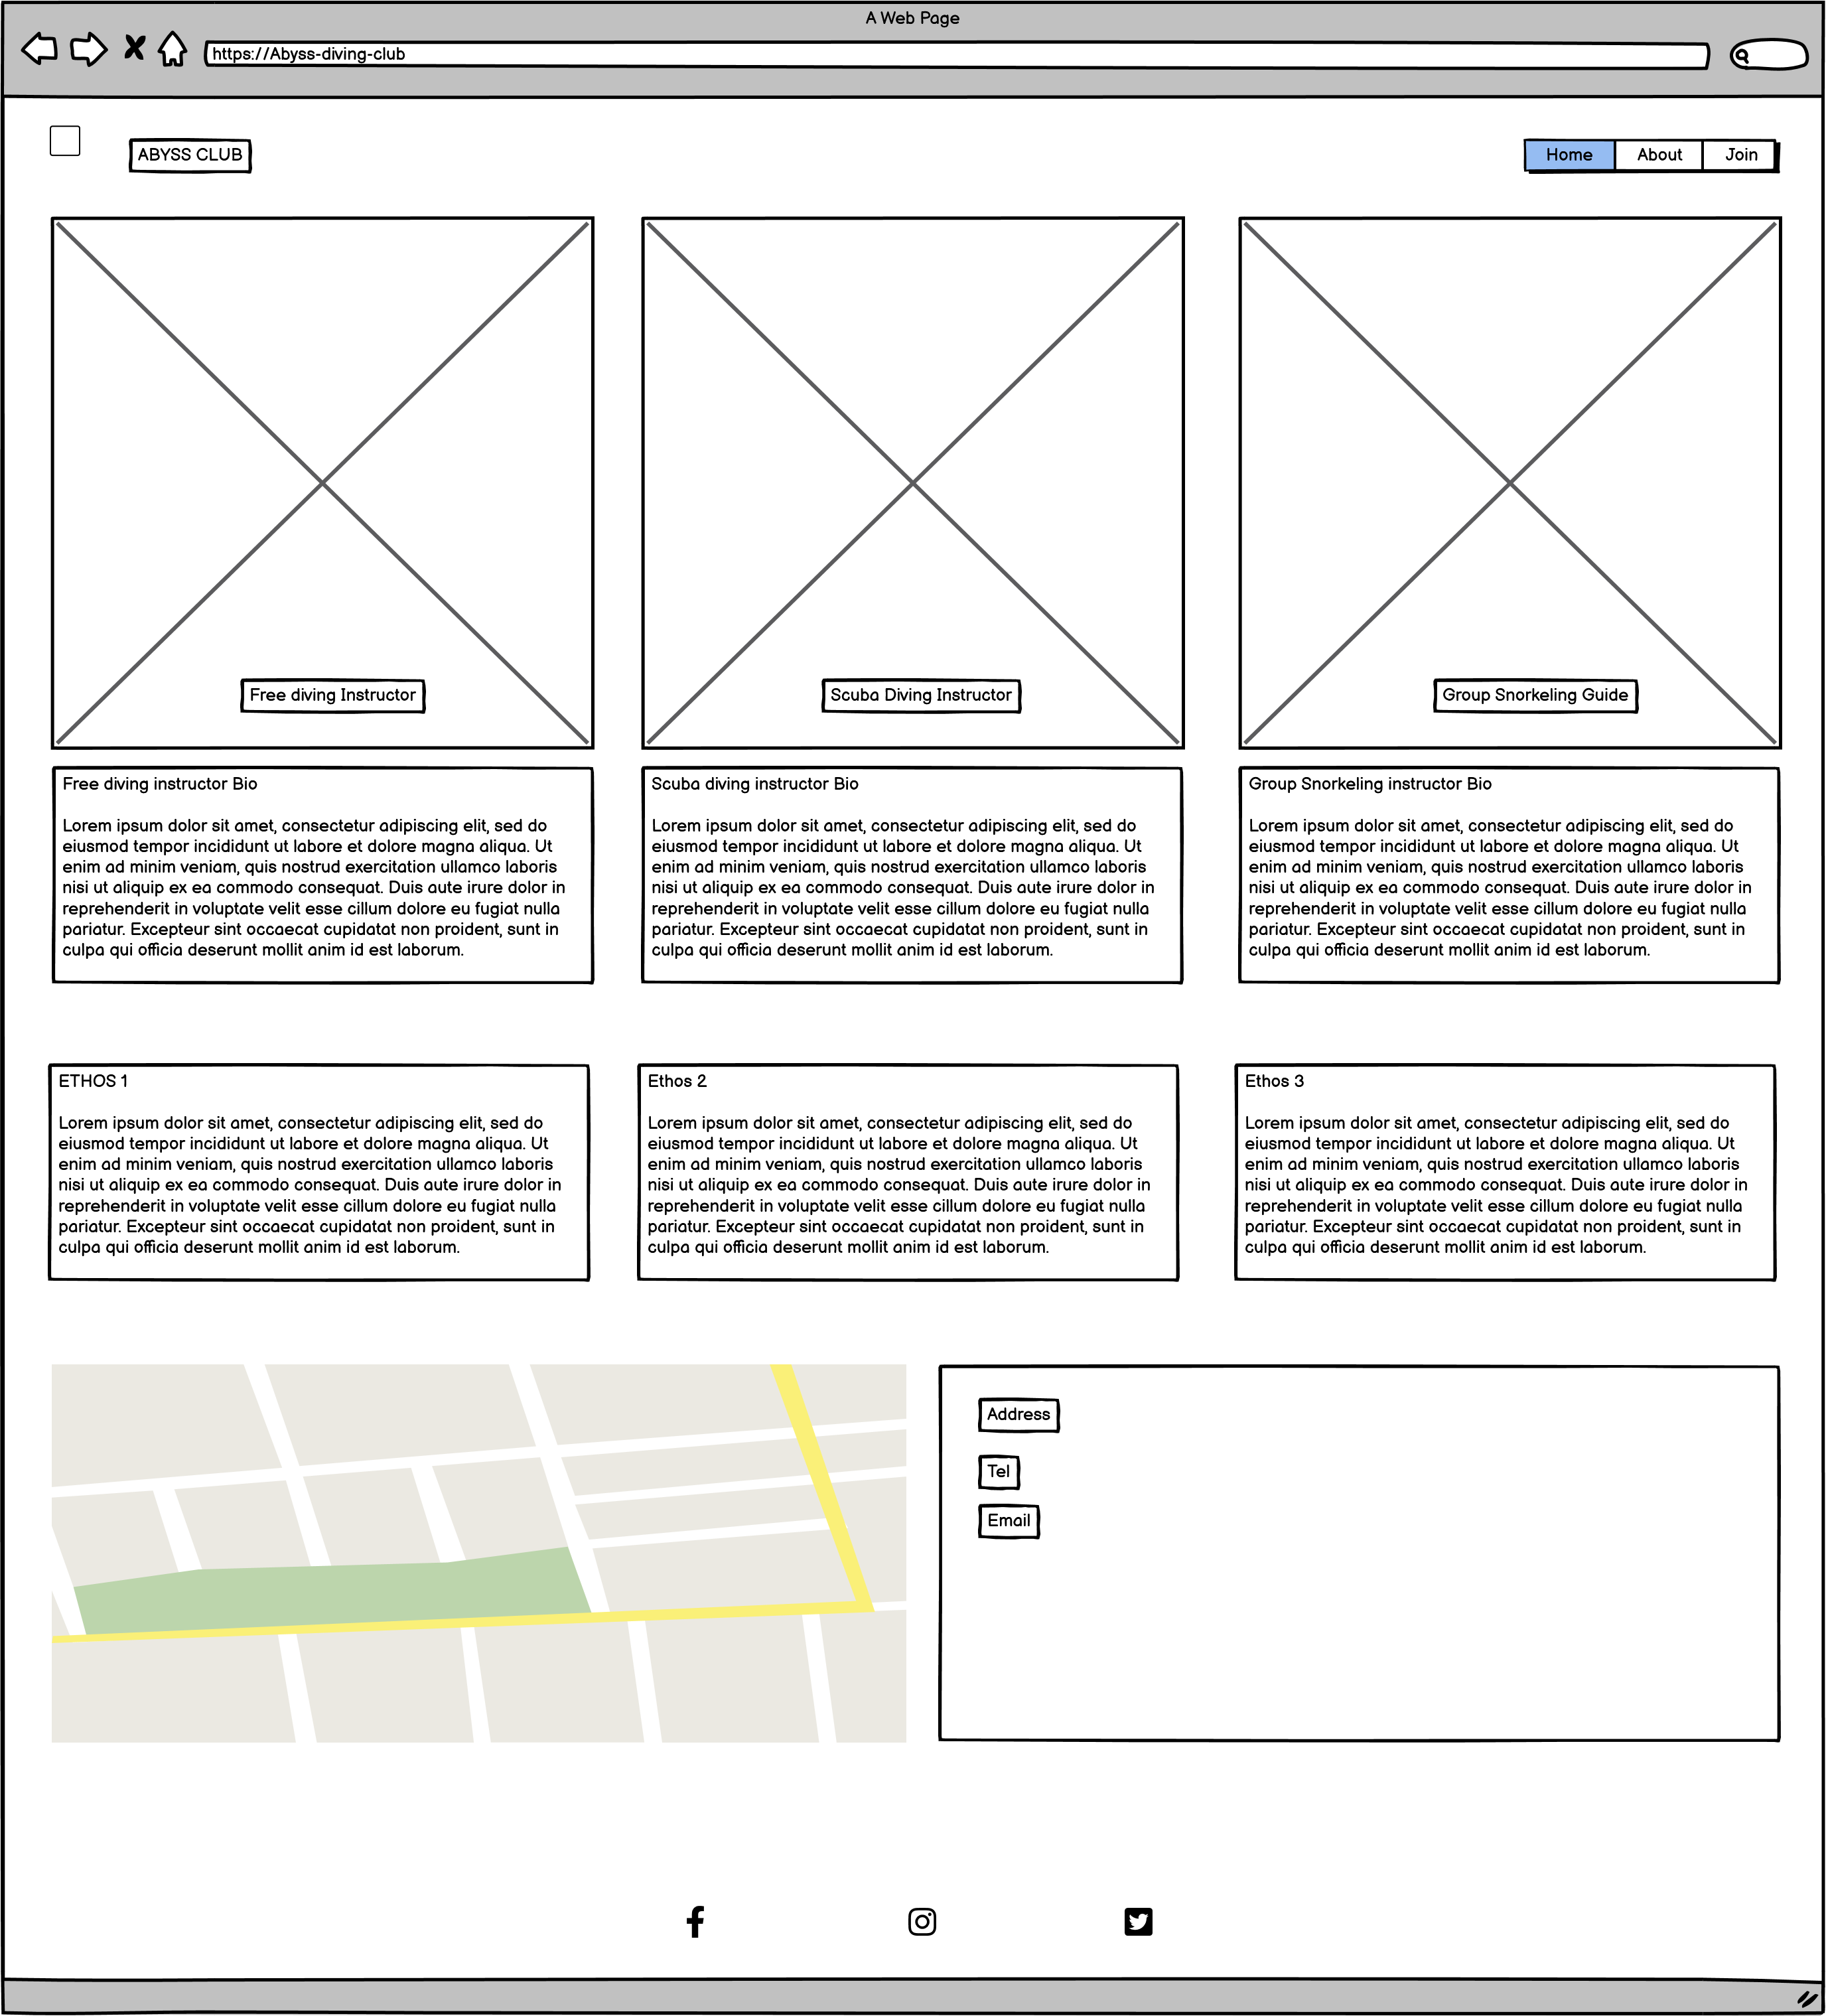 A Web Page
https://Abyss-diving-club
ABYSS CLUB
Home About Join
Free diving Instructor
Scuba Diving Instructor
Group Snorkeling Guide
Free diving instructor Bio
Lorem ipsum dolor sit amet, consectetur adipiscing elit, sed do
eiusmod tempor incididunt ut labore et dolore magna aliqua. Ut
enim ad minim veniam, quis nostrud exercitation ullamco laboris
nisi ut aliquip ex ea commodo consequat. Duis aute irure dolor in
reprehenderit in voluptate velit esse cillum dolore eu fugiat nulla
pariatur. Excepteur sint occaecat cupidatat non proident, sunt in
culpa qui officia deserunt mollit anim id est laborum.
Scuba diving instructor Bio
Lorem ipsum dolor sit amet, consectetur adipiscing elit, sed do
eiusmod tempor incididunt ut labore et dolore magna aliqua. Ut
enim ad minim veniam, quis nostrud exercitation ullamco laboris
nisi ut aliquip ex ea commodo consequat. Duis aute irure dolor in
reprehenderit in voluptate velit esse cillum dolore eu fugiat nulla
pariatur. Excepteur sint occaecat cupidatat non proident, sunt in
culpa qui officia deserunt mollit anim id est laborum.
Group Snorkeling instructor Bio
Lorem ipsum dolor sit amet, consectetur adipiscing elit, sed do
eiusmod tempor incididunt ut labore et dolore magna aliqua. Ut
enim ad minim veniam, quis nostrud exercitation ullamco laboris
nisi ut aliquip ex ea commodo consequat. Duis aute irure dolor in
reprehenderit in voluptate velit esse cillum dolore eu fugiat nulla
pariatur. Excepteur sint occaecat cupidatat non proident, sunt in
culpa qui officia deserunt mollit anim id est laborum.
ETHOS 1
Lorem ipsum dolor sit amet, consectetur adipiscing elit, sed do
eiusmod tempor incididunt ut labore et dolore magna aliqua. Ut
enim ad minim veniam, quis nostrud exercitation ullamco laboris
nisi ut aliquip ex ea commodo consequat. Duis aute irure dolor in
reprehenderit in voluptate velit esse cillum dolore eu fugiat nulla
pariatur. Excepteur sint occaecat cupidatat non proident, sunt in
culpa qui officia deserunt mollit anim id est laborum.
Ethos 2
Lorem ipsum dolor sit amet, consectetur adipiscing elit, sed do
eiusmod tempor incididunt ut labore et dolore magna aliqua. Ut
enim ad minim veniam, quis nostrud exercitation ullamco laboris
nisi ut aliquip ex ea commodo consequat. Duis aute irure dolor in
reprehenderit in voluptate velit esse cillum dolore eu fugiat nulla
pariatur. Excepteur sint occaecat cupidatat non proident, sunt in
culpa qui officia deserunt mollit anim id est laborum.
Ethos 3
Lorem ipsum dolor sit amet, consectetur adipiscing elit, sed do
eiusmod tempor incididunt ut labore et dolore magna aliqua. Ut
enim ad minim veniam, quis nostrud exercitation ullamco laboris
nisi ut aliquip ex ea commodo consequat. Duis aute irure dolor in
reprehenderit in voluptate velit esse cillum dolore eu fugiat nulla
pariatur. Excepteur sint occaecat cupidatat non proident, sunt in
culpa qui officia deserunt mollit anim id est laborum.
Address
Tel
Email